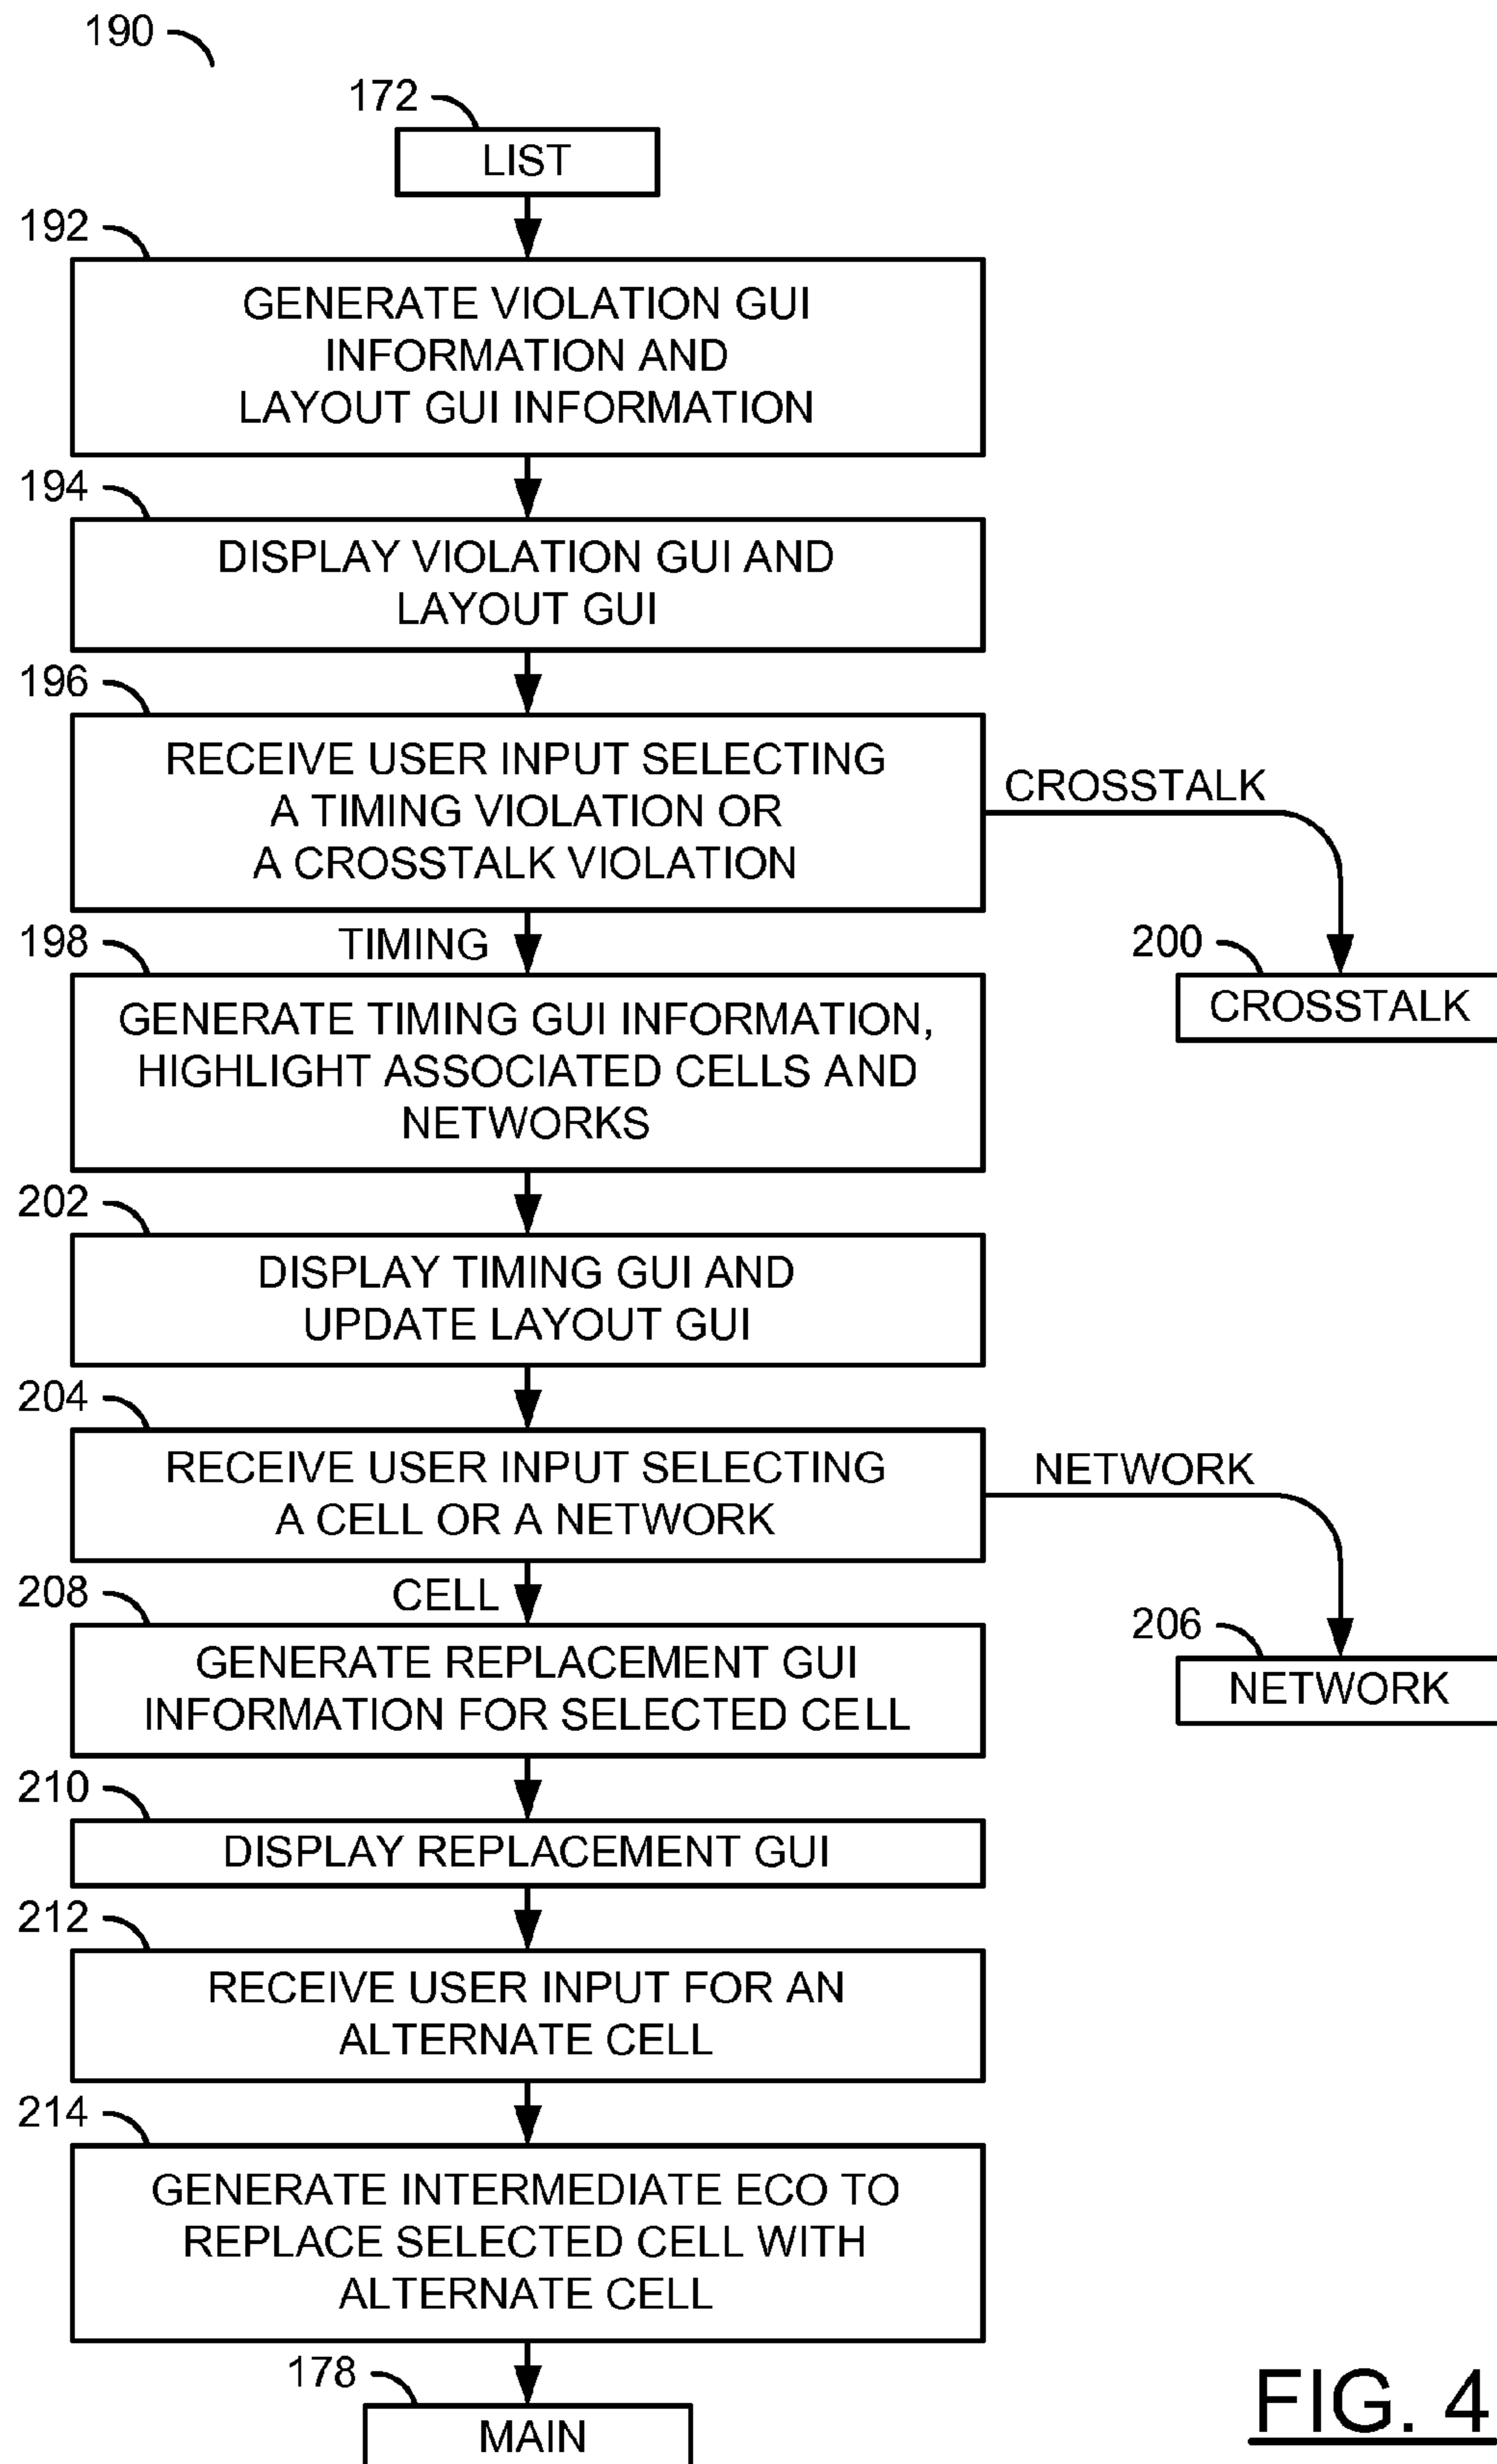 190
172
LIST
192
GENERATE VIOLATION GUI
INFORMATION AND
LAYOUT GUI INFORMATION
194
DISPLAY VIOLATION GUI AND
LAYOUT GUI
196
RECEIVE USER INPUT SELECTING
A TIMING VIOLATION OR
A CROSSTALK VIOLATION
CROSSTALK
TIMING
198
GENERATE TIMING GUI INFORMATION,
HIGHLIGHT ASSOCIATED CELLS AND
NETWORKS
200
CROSSTALK
202
DISPLAY TIMING GUI AND
UPDATE LAYOUT GUI
204
RECEIVE USER INPUT SELECTING
A CELL OR A NETWORK
NETWORK
CELL
208
GENERATE REPLACEMENT GUI
INFORMATION FOR SELECTED CELL
206
NETWORK
210
DISPLAY REPLACEMENT GUI
212
RECEIVE USER INPUT FOR AN
ALTERNATE CELL
214
GENERATE INTERMEDIATE ECO TO
REPLACE SELECTED CELL WITH
ALTERNATE CELL
178
MAIN
FIG. 4